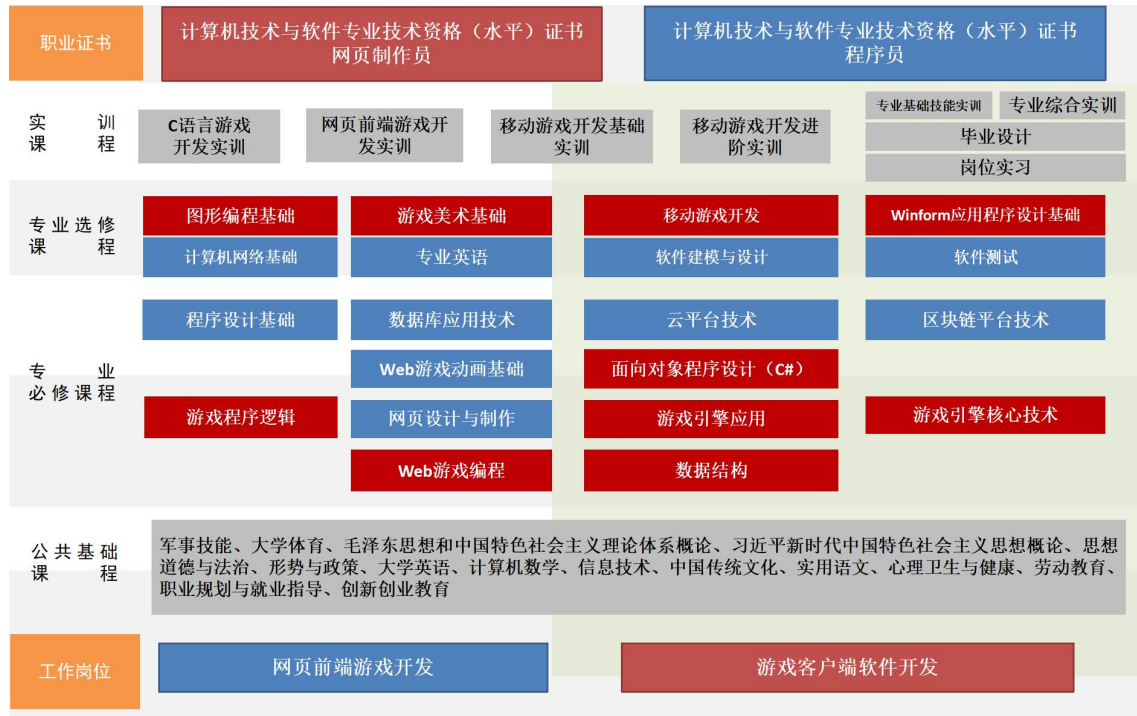 职业证书
计算机技术与软件专业技术资格（水平）证书
网页制作员
计算机技术与软件专业技术资格（水平）证书
程序员
实训
课程
C语言游戏
开发实训
网页前端游戏开
发实训
移动游戏开发基础
实训
移动游戏开发进
阶实训
专业基础技能实训
专业综合实训
毕业设计
岗位实习
专业选修
课程
图形编程基础
游戏美术基础
移动游戏开发
Winform应用程序设计基础
计算机网络基础
专业英语
软件建模与设计
软件测试
专业
必修课程
程序设计基础
数据库应用技术
云平台技术
区块链平台技术
Web游戏动画基础
面向对象程序设计（C#）
游戏程序逻辑
网页设计与制作
游戏引擎应用
游戏引擎核心技术
Web游戏编程
数据结构
公共基础
课程
军事技能、大学体育、毛泽东思想和中国特色社会主义理论体系概论、习近平新时代中国特色社会主义思想概论、思想
道德与法治、形势与政策、大学英语、计算机数学、信息技术、中国传统文化、实用语文、心理卫生与健康、劳动教育、
职业规划与就业指导、创新创业教育
工作岗位
网页前端游戏开发
游戏客户端软件开发